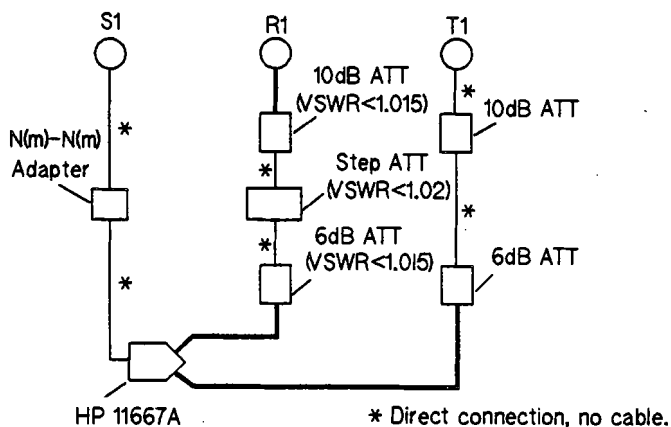 S1
R1
T1
10dB ATT
(VSWR<1.015)
10dB ATT
N(m)-N(m)
Adapter
Step ATT
(VSWR<1.02)
6dB ATT
(VSWR<1.015)
6dB ATT
*
*
*
*
*
*
HP 11667A
* Direct connection, no cable.